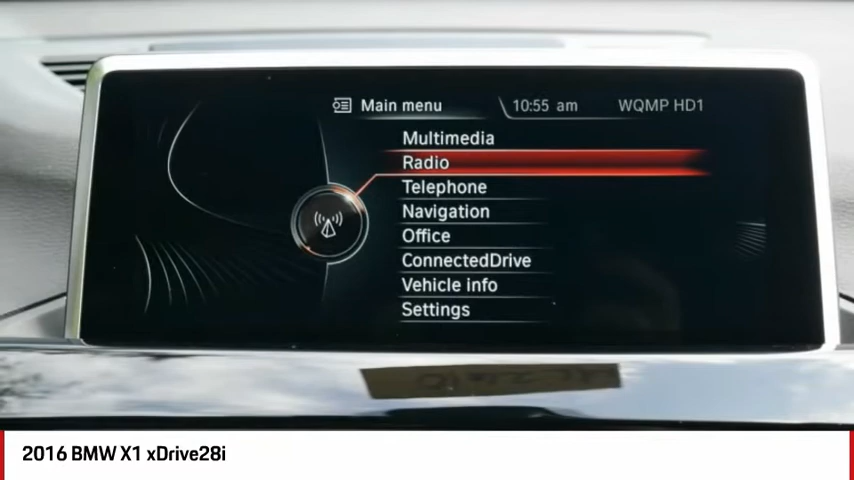 Main menu
10:55 am
WQMP HD1
Multimedia
Radio
Telephone
Navigation
Office
ConnectedDrive
Vehicle info
Settings
2016 BMW X1 xDrive28i